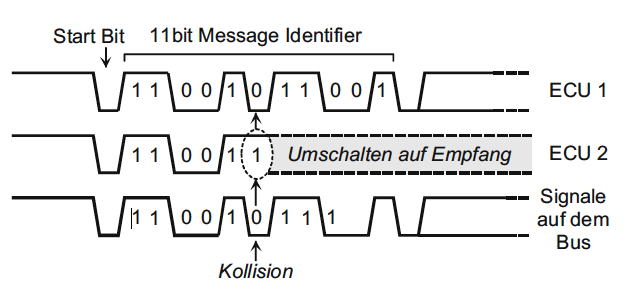 Start Bit
11bit Message Identifier
1 1 0 0 1 0 1 1 0 0 1
ECU 1
1 1 0 0 1 1
Umschalten auf Empfang
ECU 2
1 1 0 0 1 0 1 1 1
Signale
auf dem
Bus
Kollision